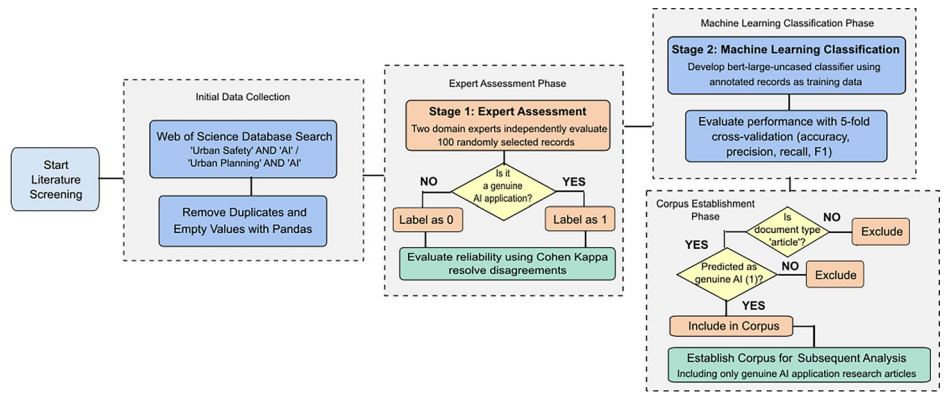 Start
Literature
Screening
Initial Data Collection
Web of Science Database Search
'Urban Safety' AND 'AI' /
'Urban Planning' AND 'AI'
Remove Duplicates and
Empty Values with Pandas
Expert Assessment Phase
Stage 1: Expert Assessment
Two domain experts independently evaluate
100 randomly selected records
Is it
a genuine
AI application?
NO
YES
Label as 0
Label as 1
Evaluate reliability using Cohen Kappa
resolve disagreements
Machine Learning Classification Phase
Stage 2: Machine Learning Classification
Develop bert-large-uncased classifier using
annotated records as training data
Evaluate performance with 5-fold
cross-validation (accuracy,
precision, recall, F1)
Corpus Establishment
Phase
Is
document type
'article'?
NO
Exclude
YES
Predicted as
genuine AI (1)?
NO
Exclude
YES
Include in Corpus
Establish Corpus for Subsequent Analysis
Including only genuine AI application research articles